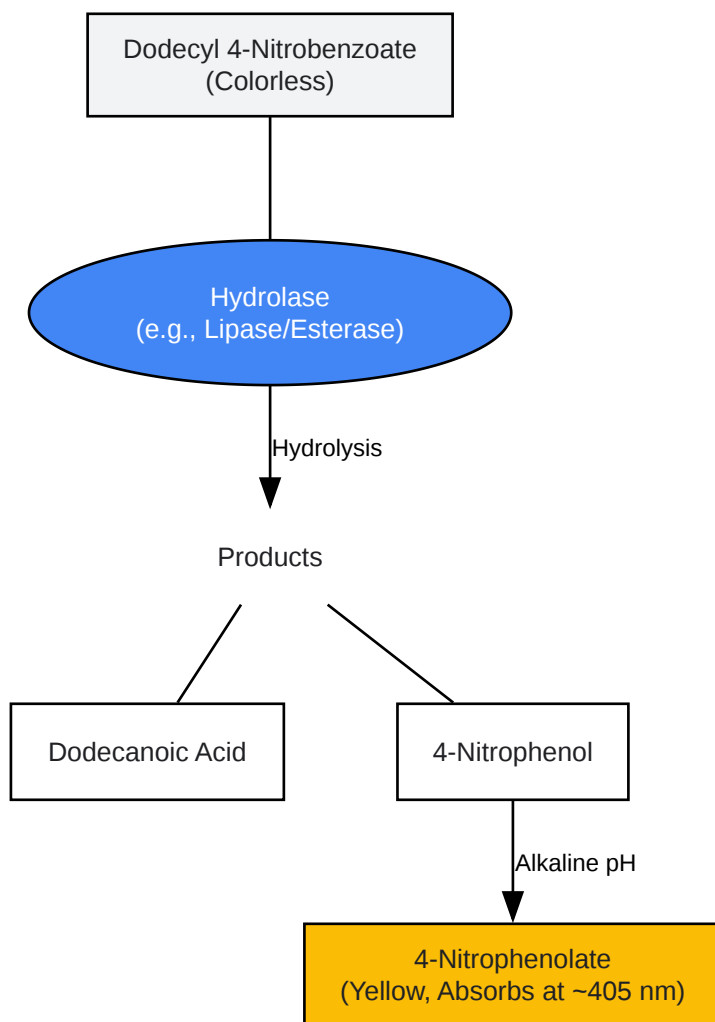 Dodecyl 4-Nitrobenzoate
(Colorless)
Hydrolase
(e.g., Lipase/Esterase)
Hydrolysis
Products
Dodecanoic Acid
4-Nitrophenol
Alkaline pH
4-Nitrophenolate
(Yellow, Absorbs at ~405 nm)